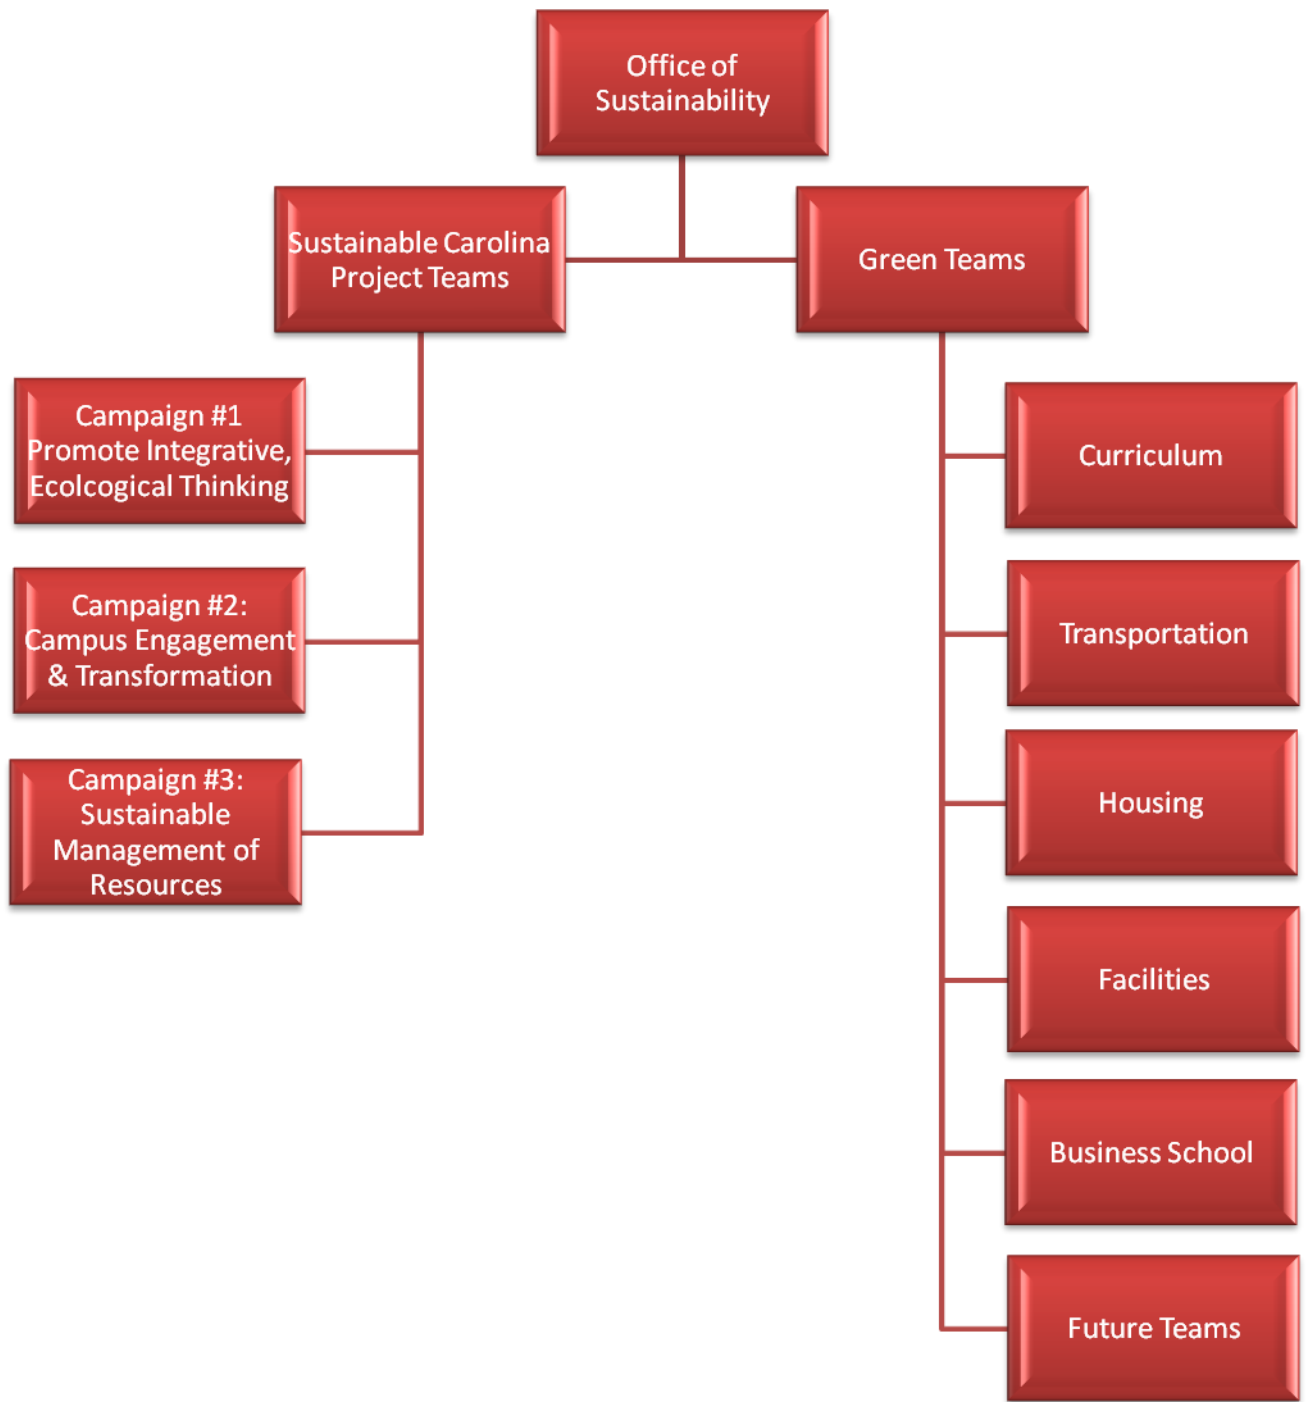 Office of
Sustainability
Sustainable Carolina
Project Teams
Green Teams
Campaign #1
Promote Integrative,
Ecolcogical Thinking
Campaign #2:
Campus Engagement
& Transformation
Campaign #3:
Sustainable
Management of
Resources
Curriculum
Transportation
Housing
Facilities
Business School
Future Teams